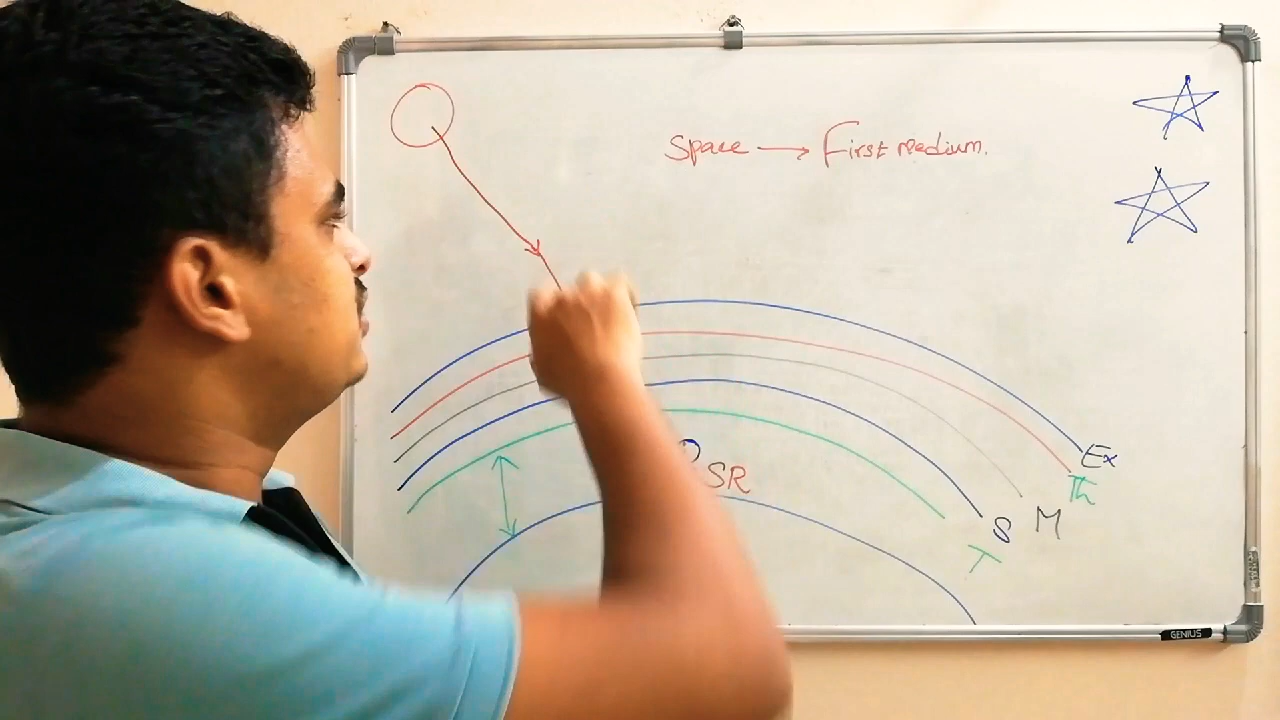 Space → First medium.
Ex
Th
SR
M
S
T
GENIUS